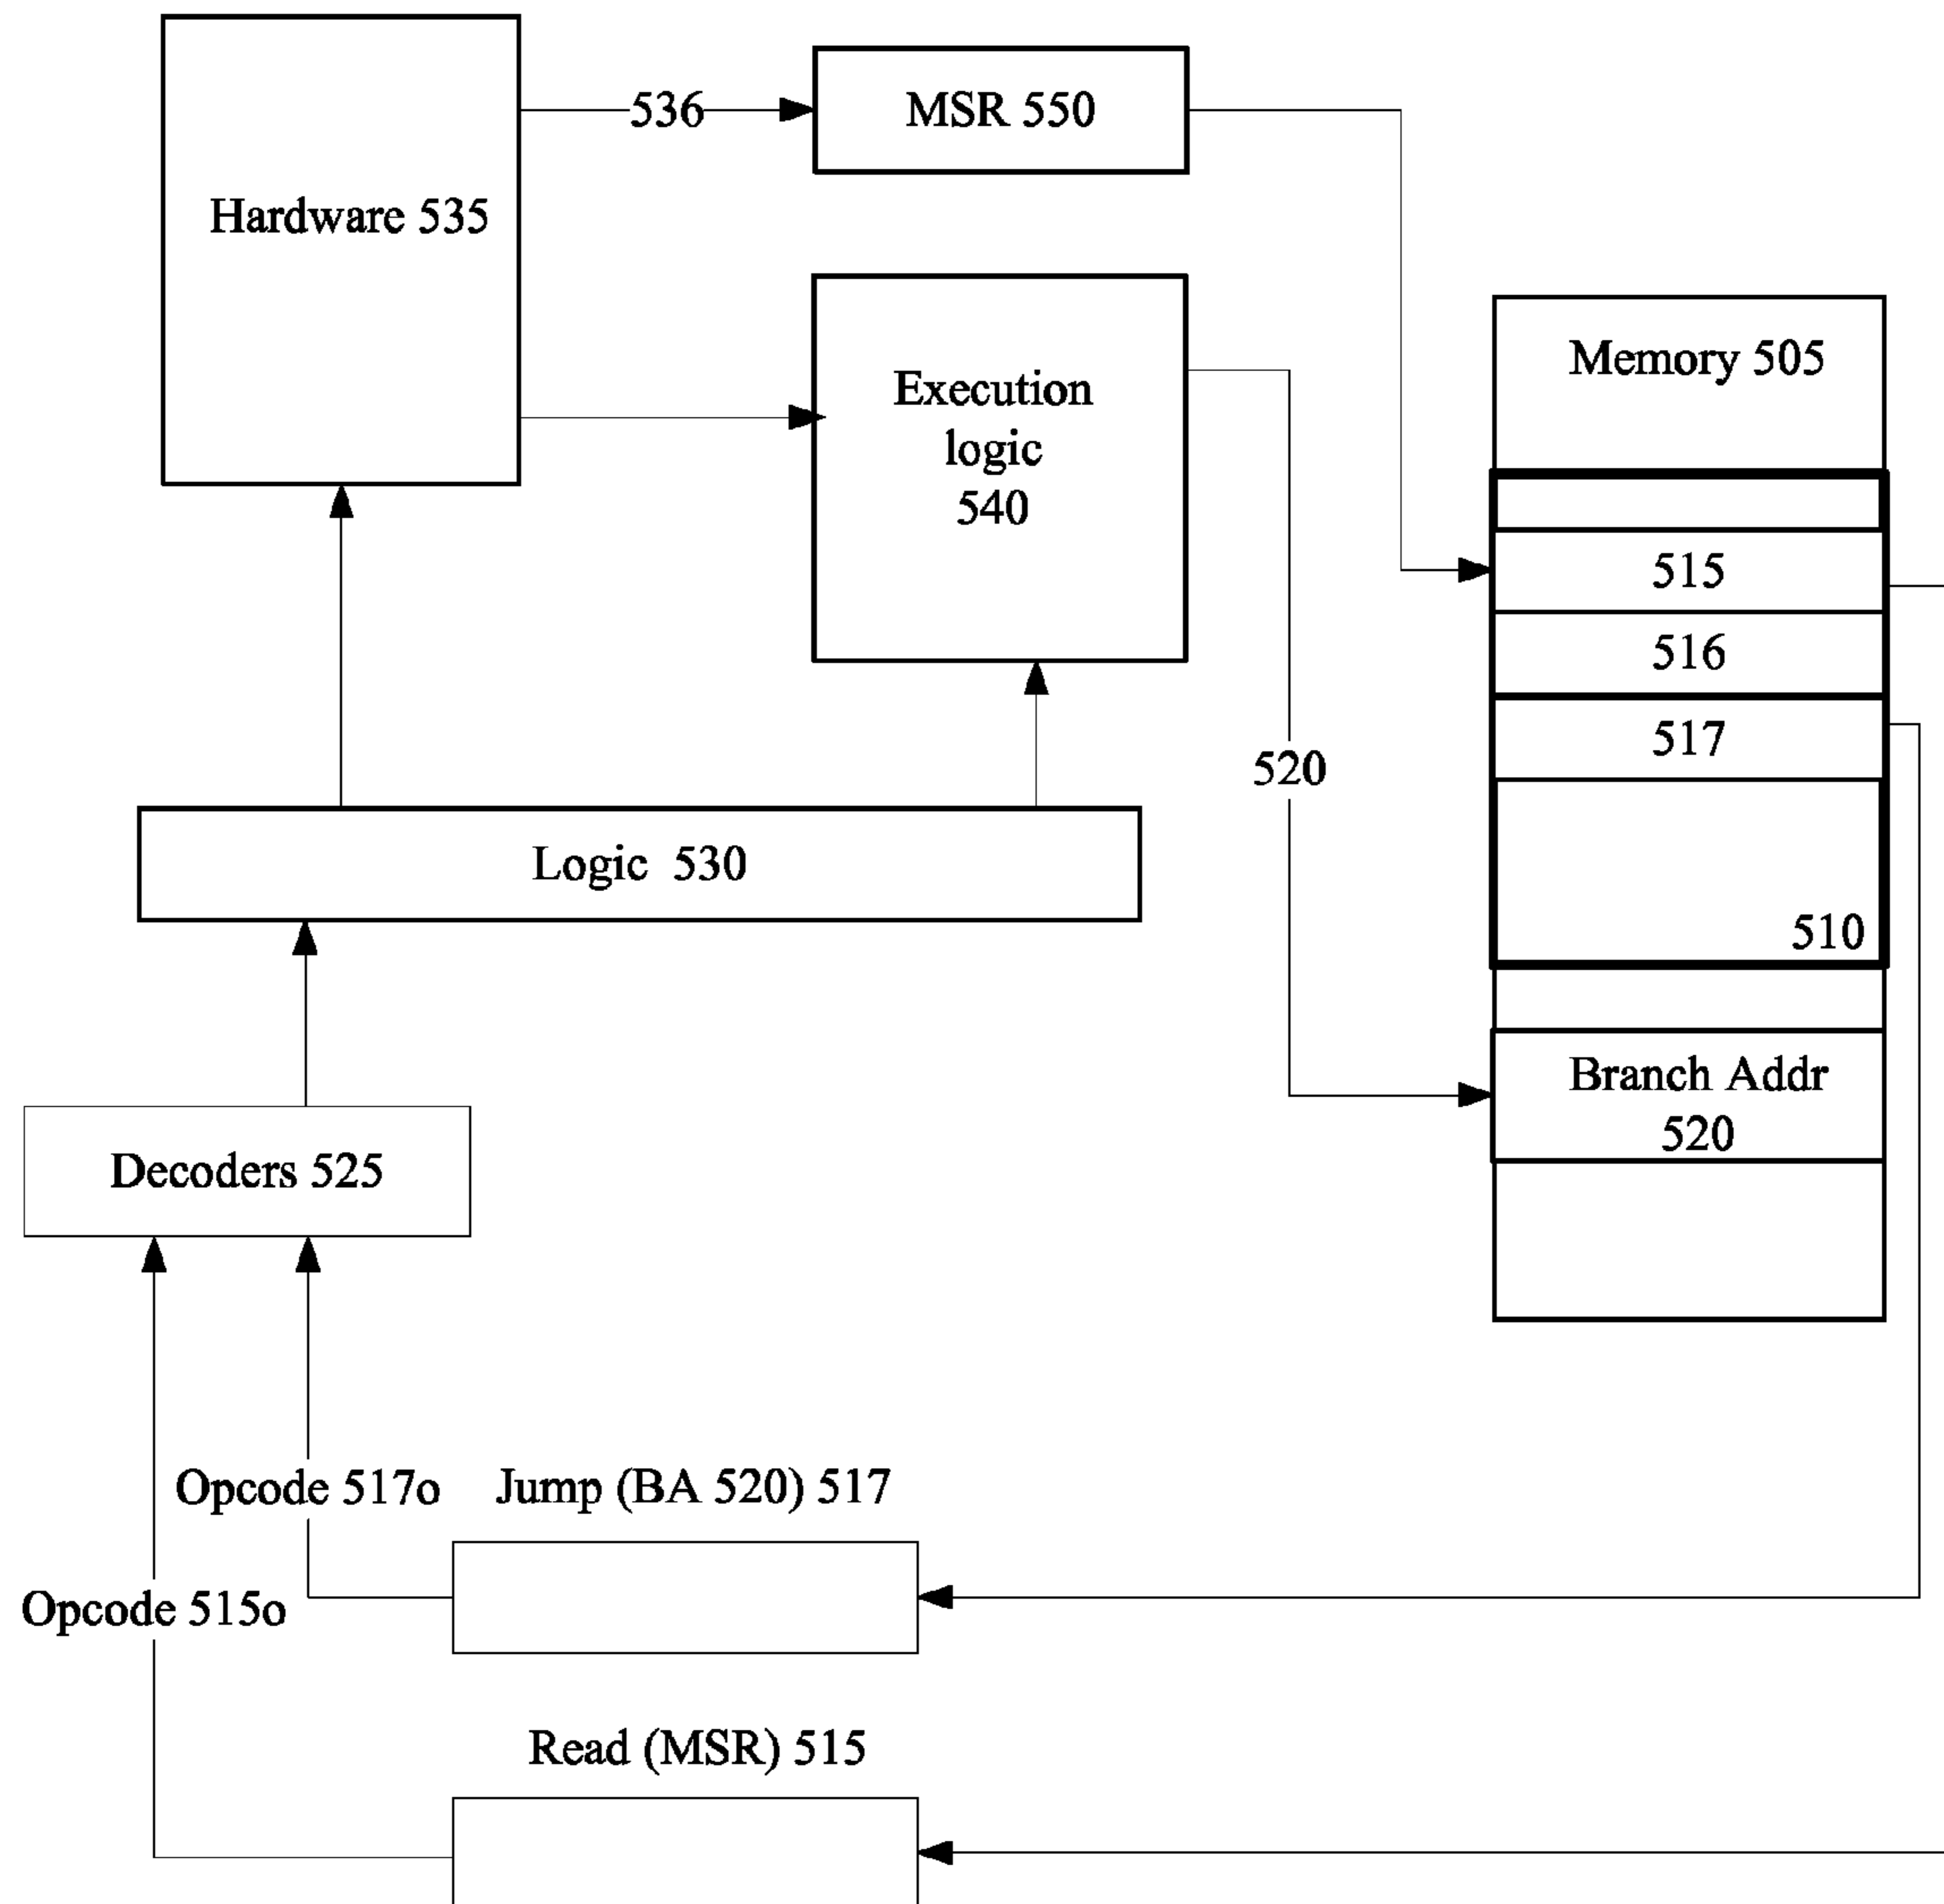 536
MSR 550
Hardware 535
Execution
logic
540
Memory 505
515
516
517
520
Logic 530
510
Branch Addr
520
Decoders 525
Opcode 517o
Jump (BA 520) 517
Opcode 515o
Read (MSR) 515